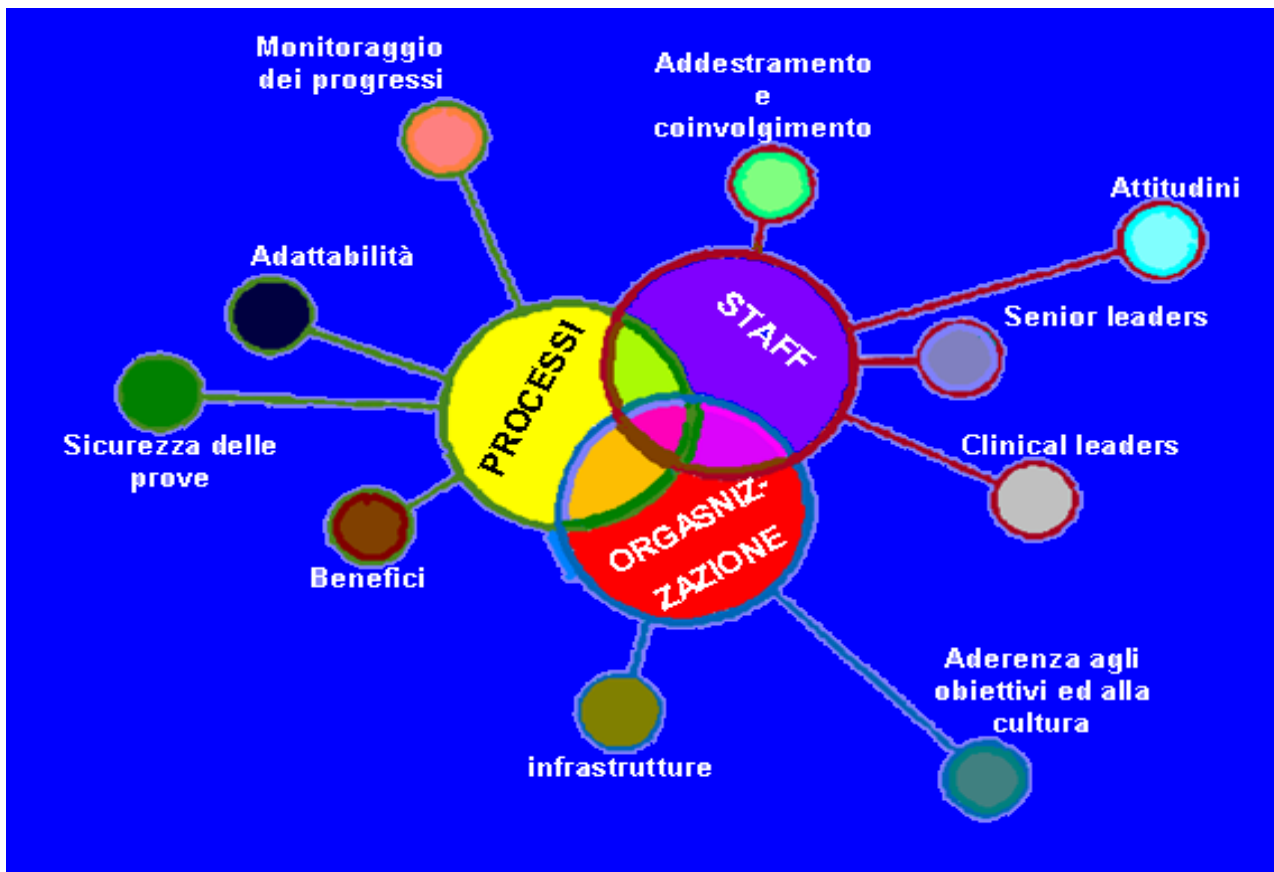 Monitoraggio
dei progressi
Addestramento
e
coinvolgimento
Attitudini
Adattabilità
Senior leaders
STAFF
PROCESSI
Sicurezza delle
prove
Clinical leaders
ORGASNIZ-
ZAZIONE
Benefici
Aderenza agli
obiettivi ed alla
cultura
infrastrutture